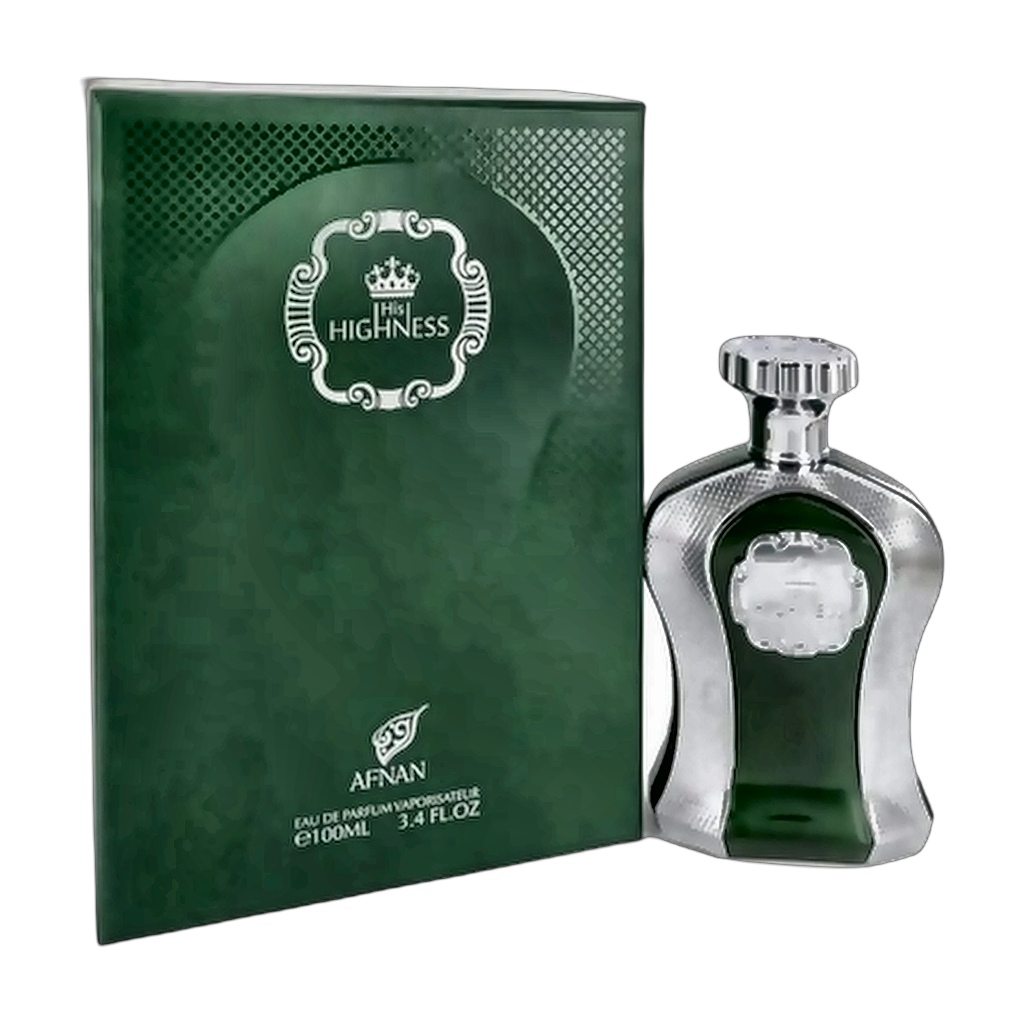 His
HIGHNESS
AFNAN
EAU DE PARFUM VAPORISATEUR
℮100ML 3.4 FL.OZ